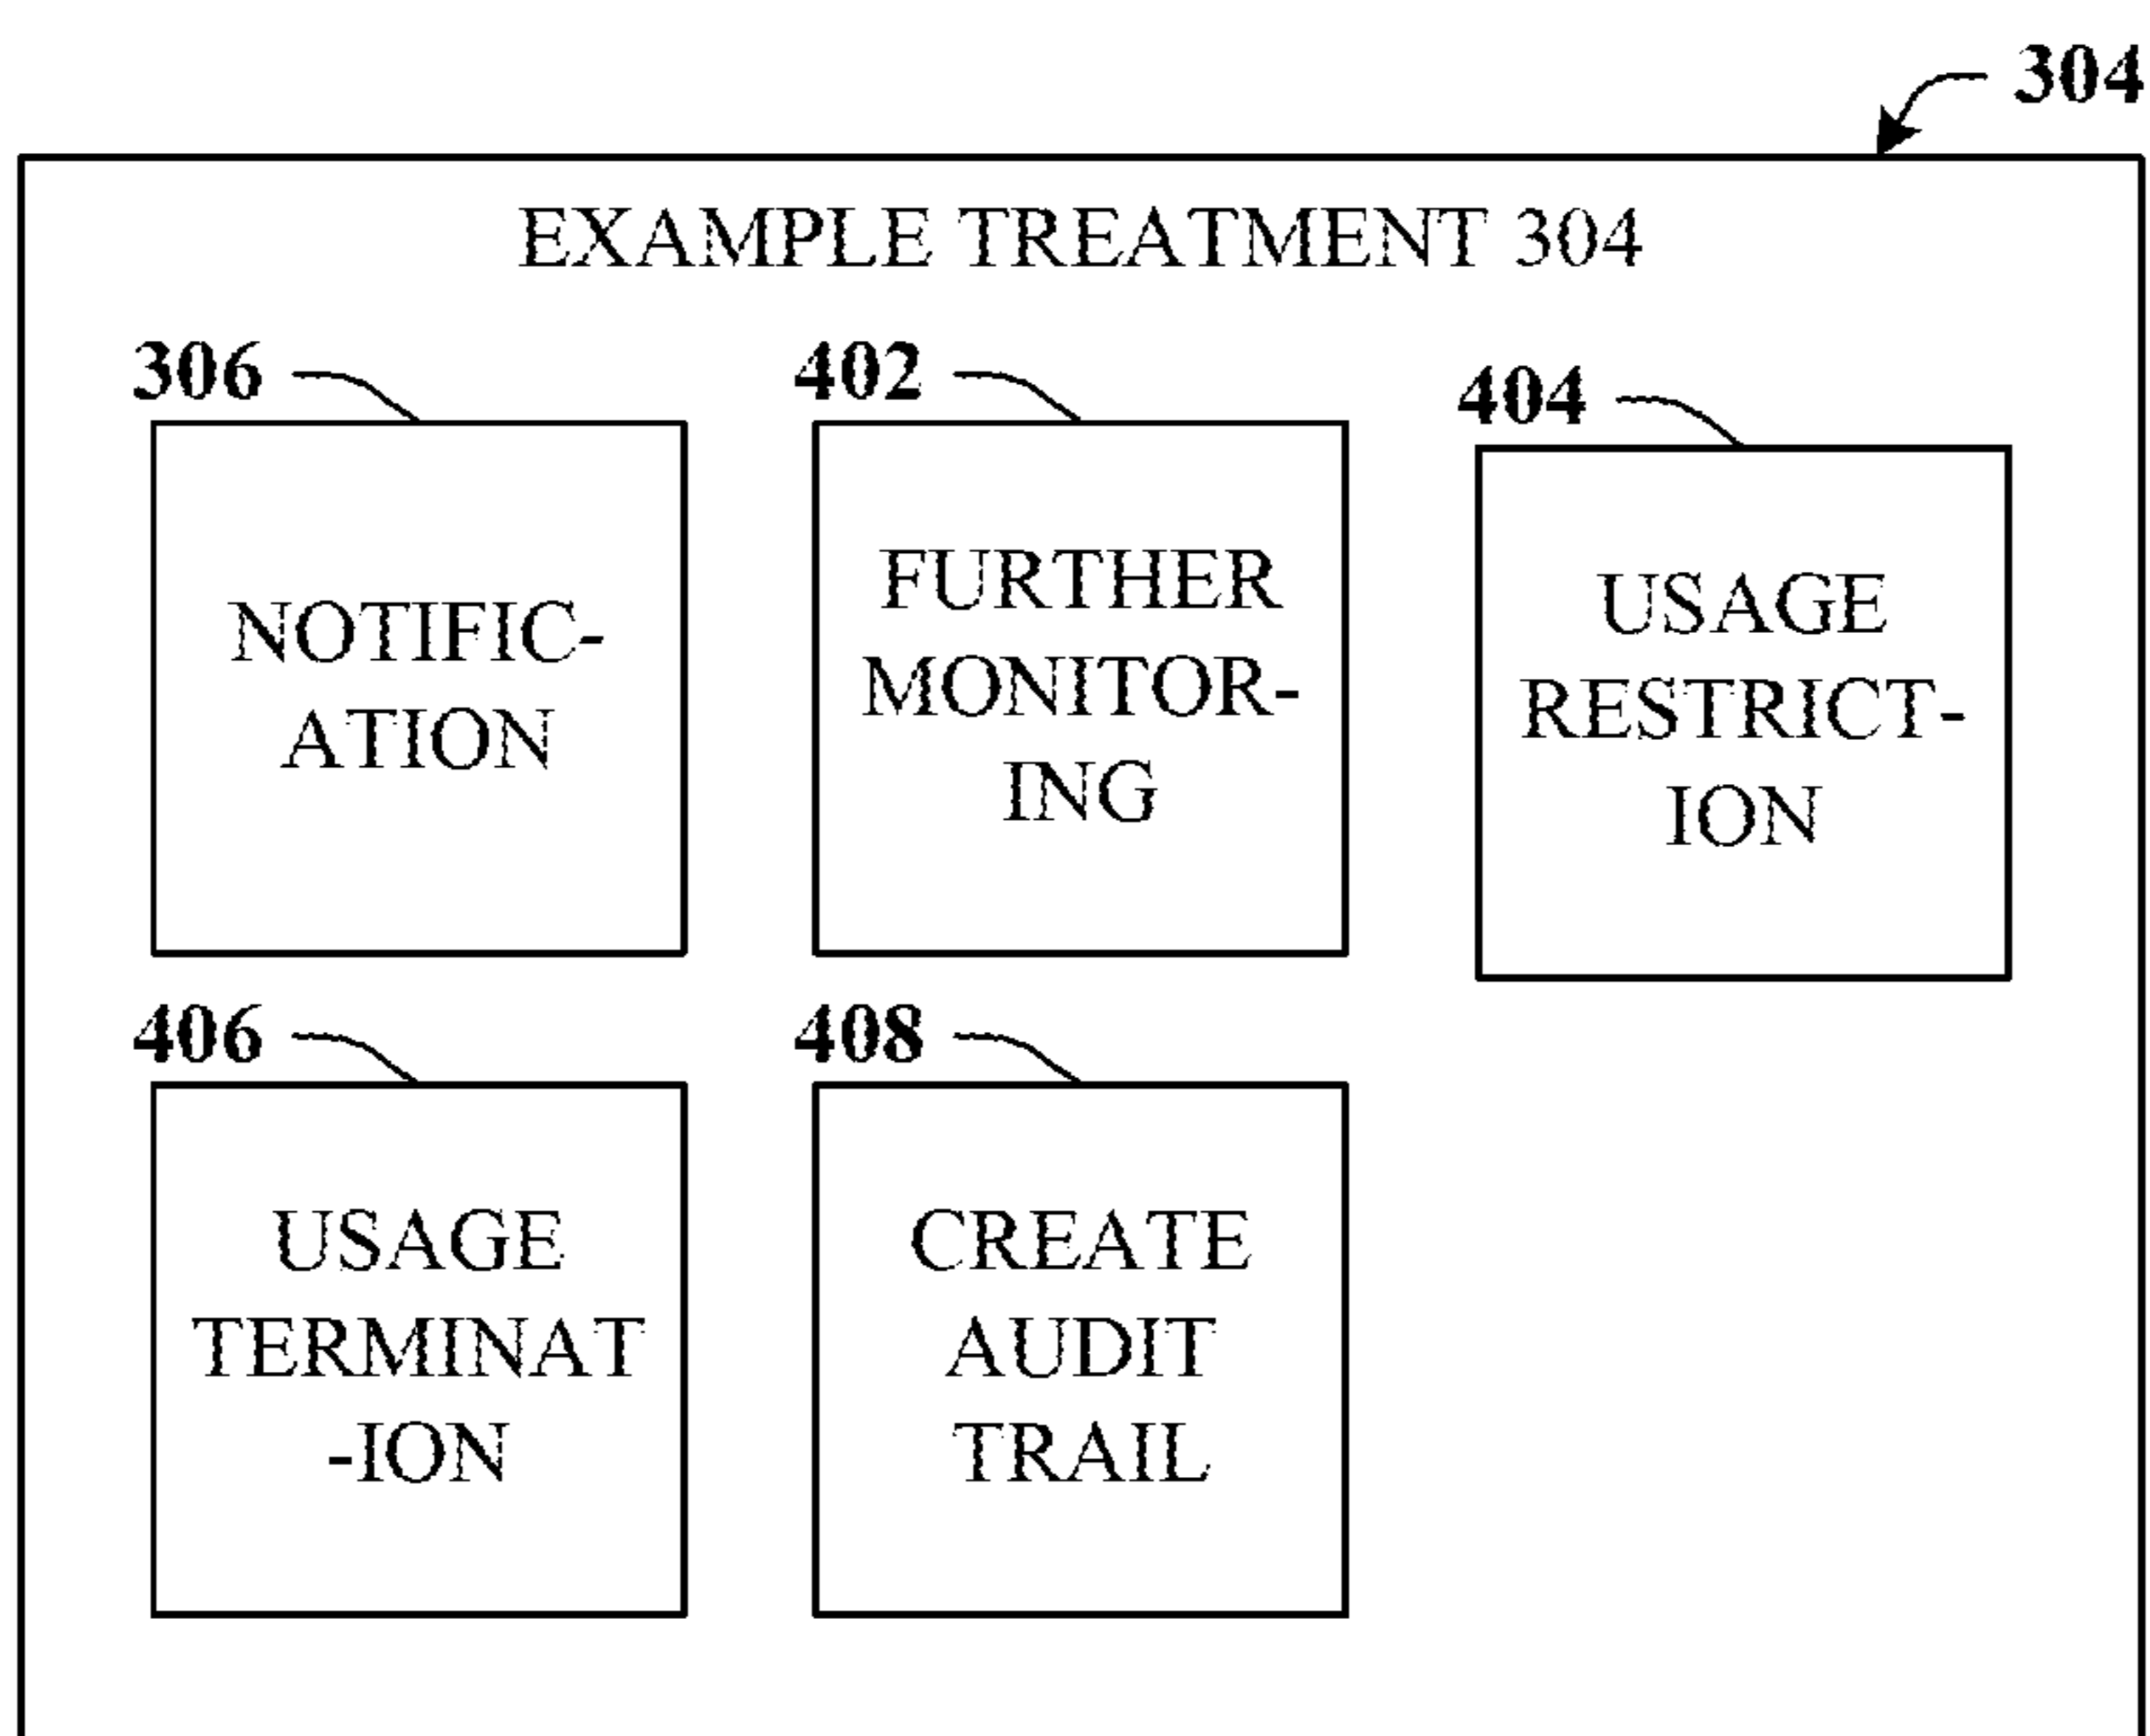 304
EXAMPLE TREATMENT 304
306
NOTIFIC-
ATION
402
FURTHER
MONITOR-
ING
404
USAGE
RESTRICT-
ION
406
USAGE
TERMINAT
-ION
408
CREATE
AUDIT
TRAIL